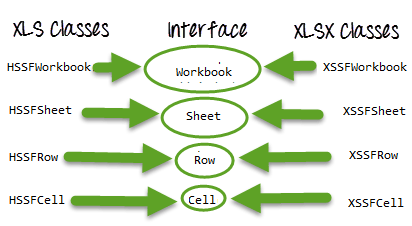 XLS Classes Interface XLSX Classes
HSSFWorkbook Workbook XSSFWorkbook
HSSFSheet Sheet XSSFSheet
HSSFRow Row XSSFRow
HSSFCell Cell XSSFCell